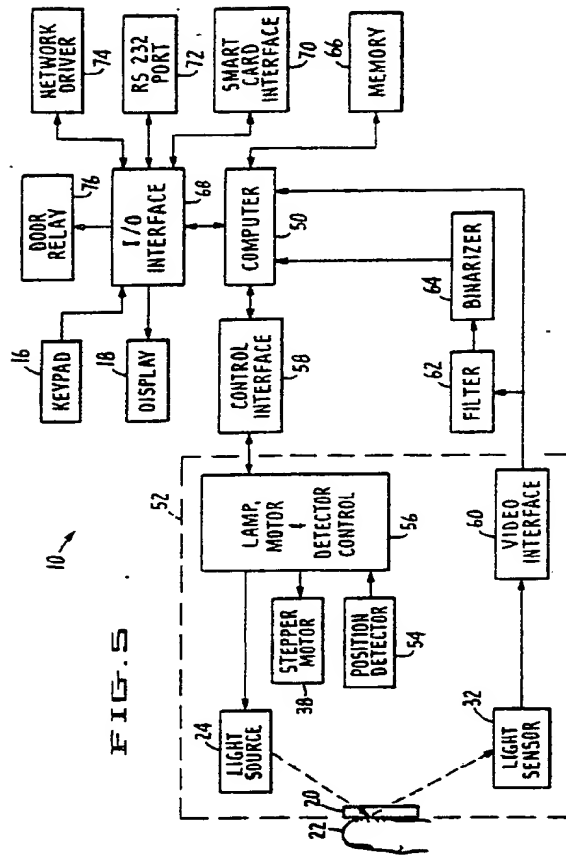 FIG. 5
10
52
KEYPAD
16
DISPLAY
18
DOOR
RELAY
76
I/O
INTERFACE
68
NETWORK
DRIVER
74
RS 232
PORT
72
SMART
CARD
INTERFACE
70
MEMORY
66
COMPUTER
50
CONTROL
INTERFACE
58
BINARIZER
64
FILTER
62
LAMP,
MOTOR
&
DETECTOR
CONTROL
56
LIGHT
SOURCE
24
STEPPER
MOTOR
38
POSITION
DETECTOR
54
VIDEO
INTERFACE
60
LIGHT
SENSOR
32
20
22